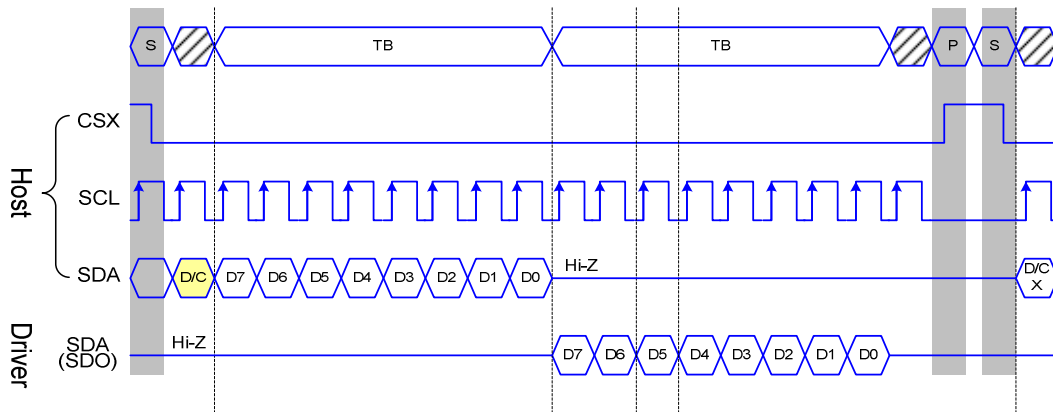 S TB TB P S
CSX
Host
SCL
SDA D/C D7 D6 D5 D4 D3 D2 D1 D0 Hi-Z D/C X
Driver
SDA (SDO) Hi-Z D7 D6 D5 D4 D3 D2 D1 D0